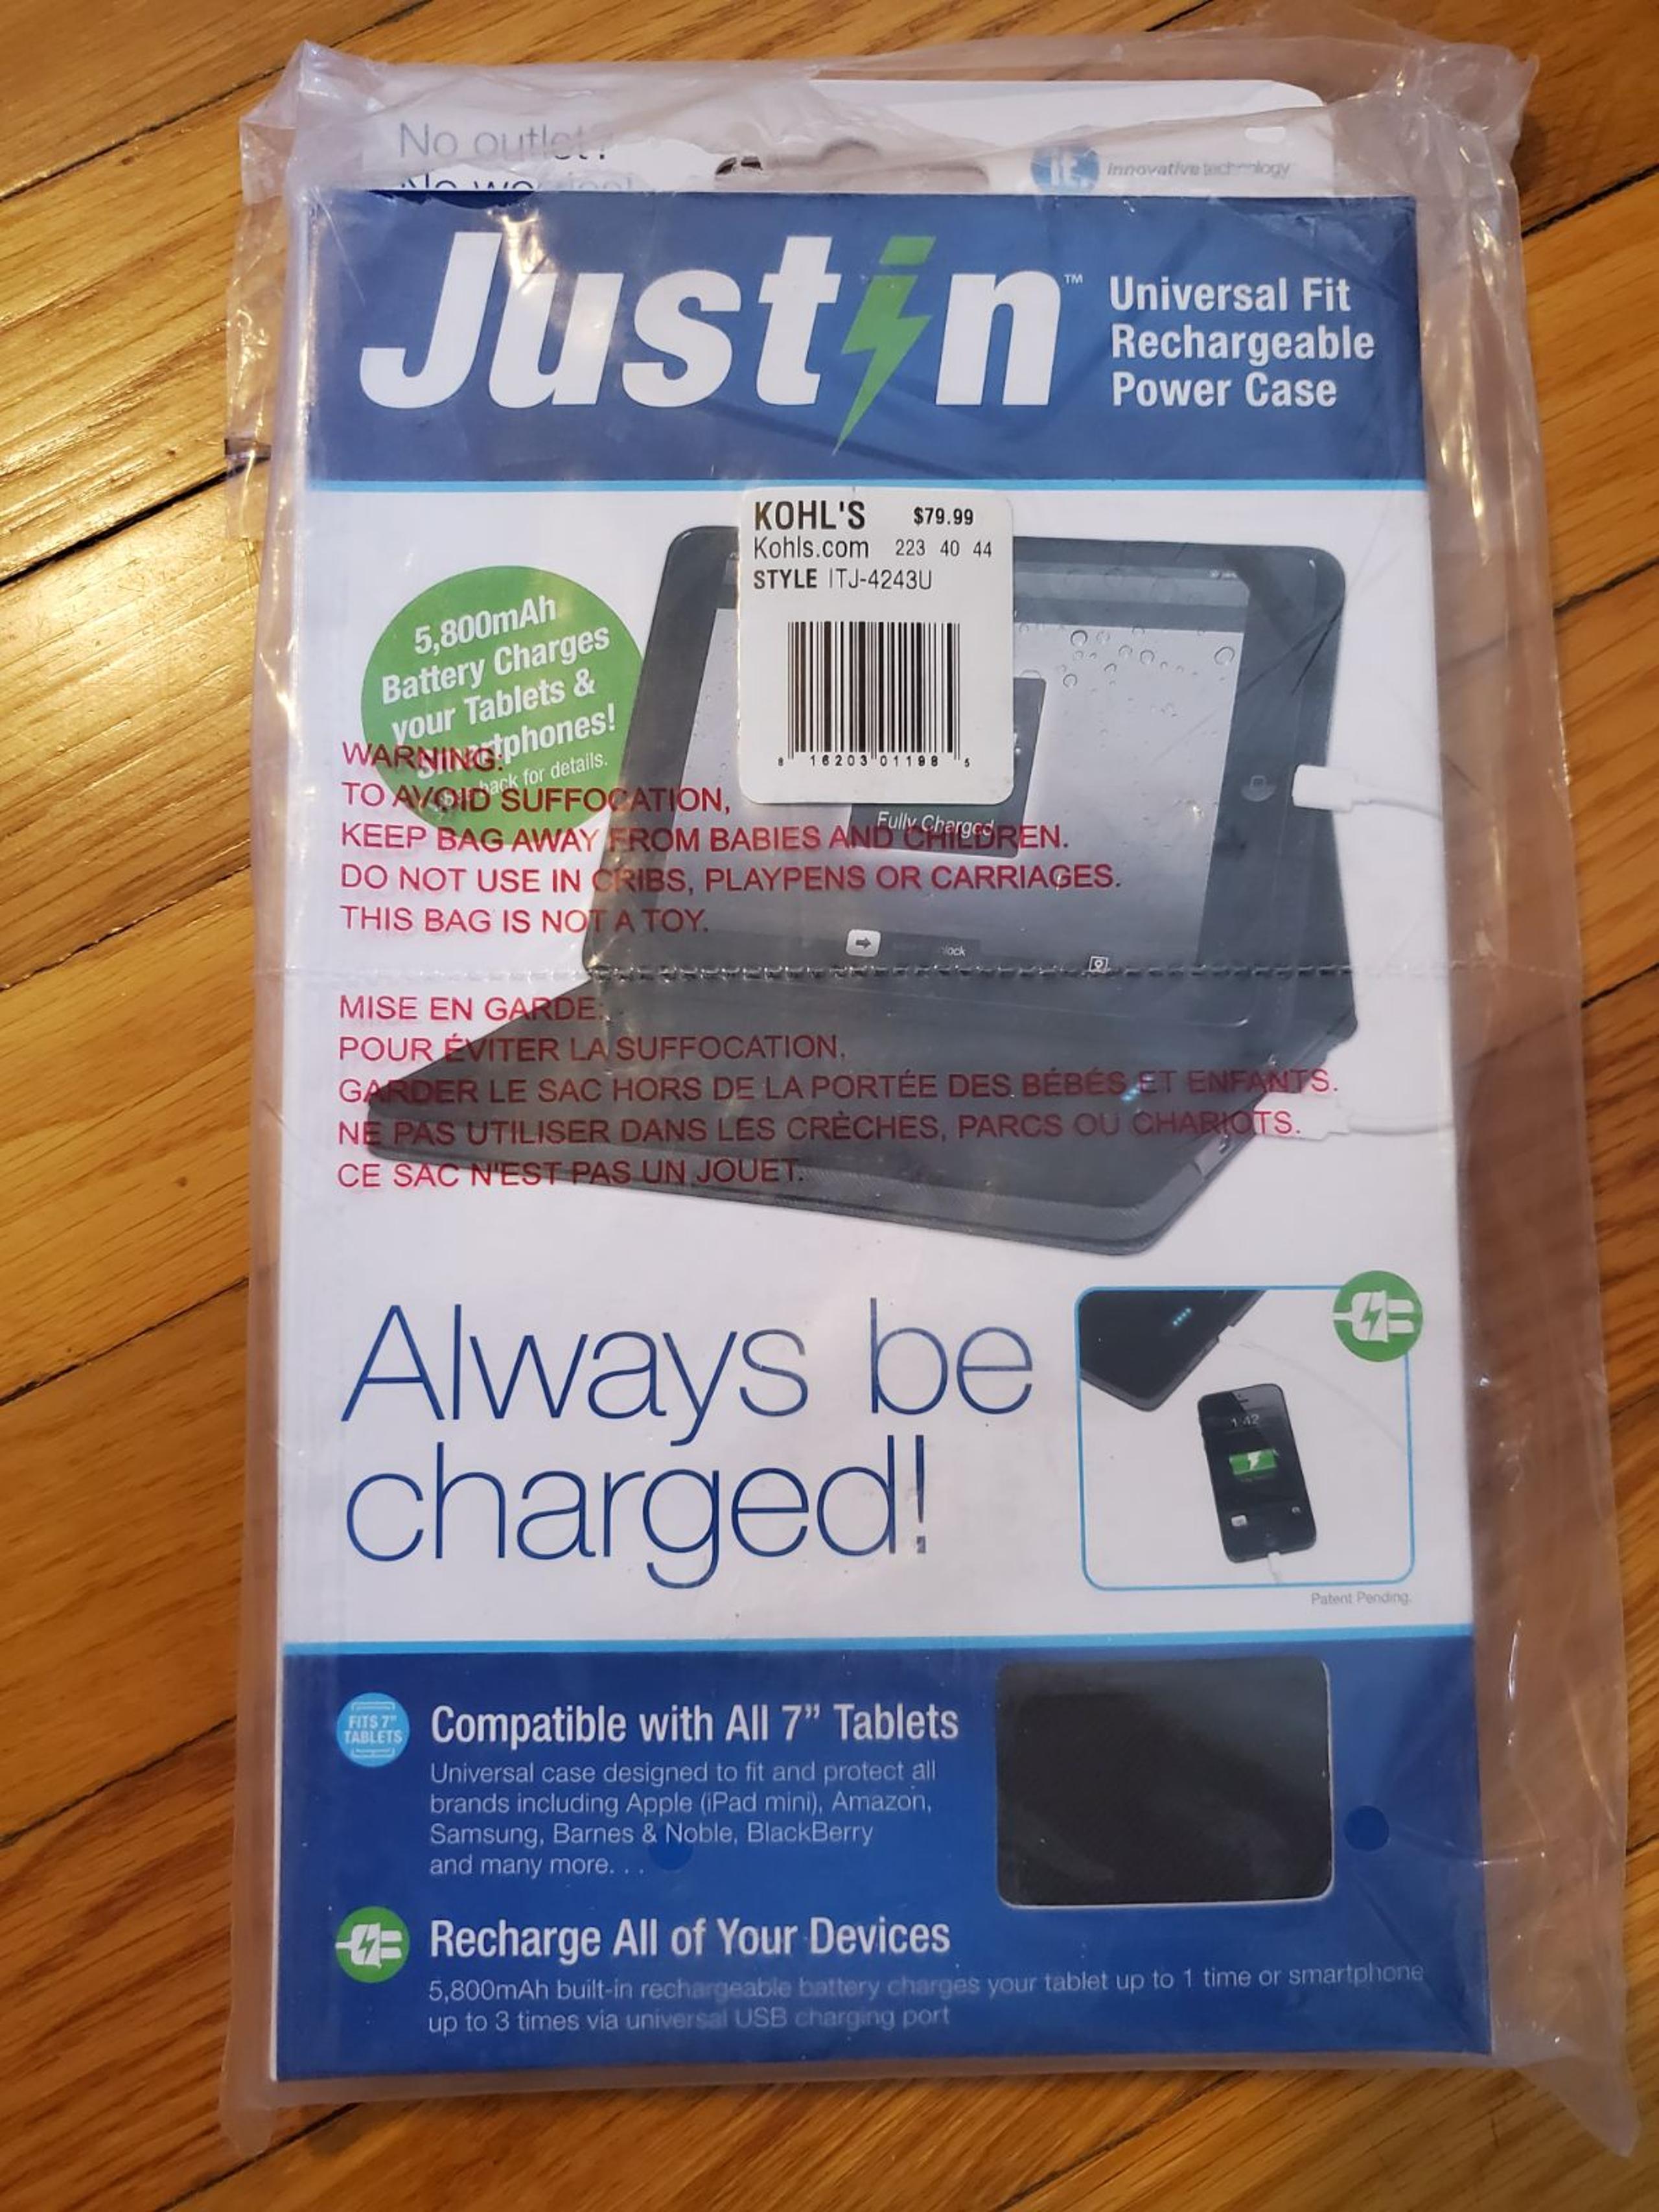 No outlet?
innovative technology
Justin™
Universal Fit
Rechargeable
Power Case
KOHL'S $79.99
Kohls.com 223 40 44
STYLE ITJ-4243U
8 16203 01198 5
5,800mAh
Battery Charges
your Tablets &
Smartphones!
back for details.
Fully Charged
WARNING:
TO AVOID SUFFOCATION,
KEEP BAG AWAY FROM BABIES AND CHILDREN.
DO NOT USE IN CRIBS, PLAYPENS OR CARRIAGES.
THIS BAG IS NOT A TOY.
MISE EN GARDE:
POUR ÉVITER LA SUFFOCATION,
GARDER LE SAC HORS DE LA PORTÉE DES BÉBÉS ET ENFANTS.
NE PAS UTILISER DANS LES CRÈCHES, PARCS OU CHARIOTS.
CE SAC N'EST PAS UN JOUET.
Always be
charged!
1:42
Patent Pending.
FITS 7"
TABLETS
Compatible with All 7” Tablets
Universal case designed to fit and protect all
brands including Apple (iPad mini), Amazon,
Samsung, Barnes & Noble, BlackBerry
and many more. . .
Recharge All of Your Devices
5,800mAh built-in rechargeable battery charges your tablet up to 1 time or smartphone
up to 3 times via universal USB charging port